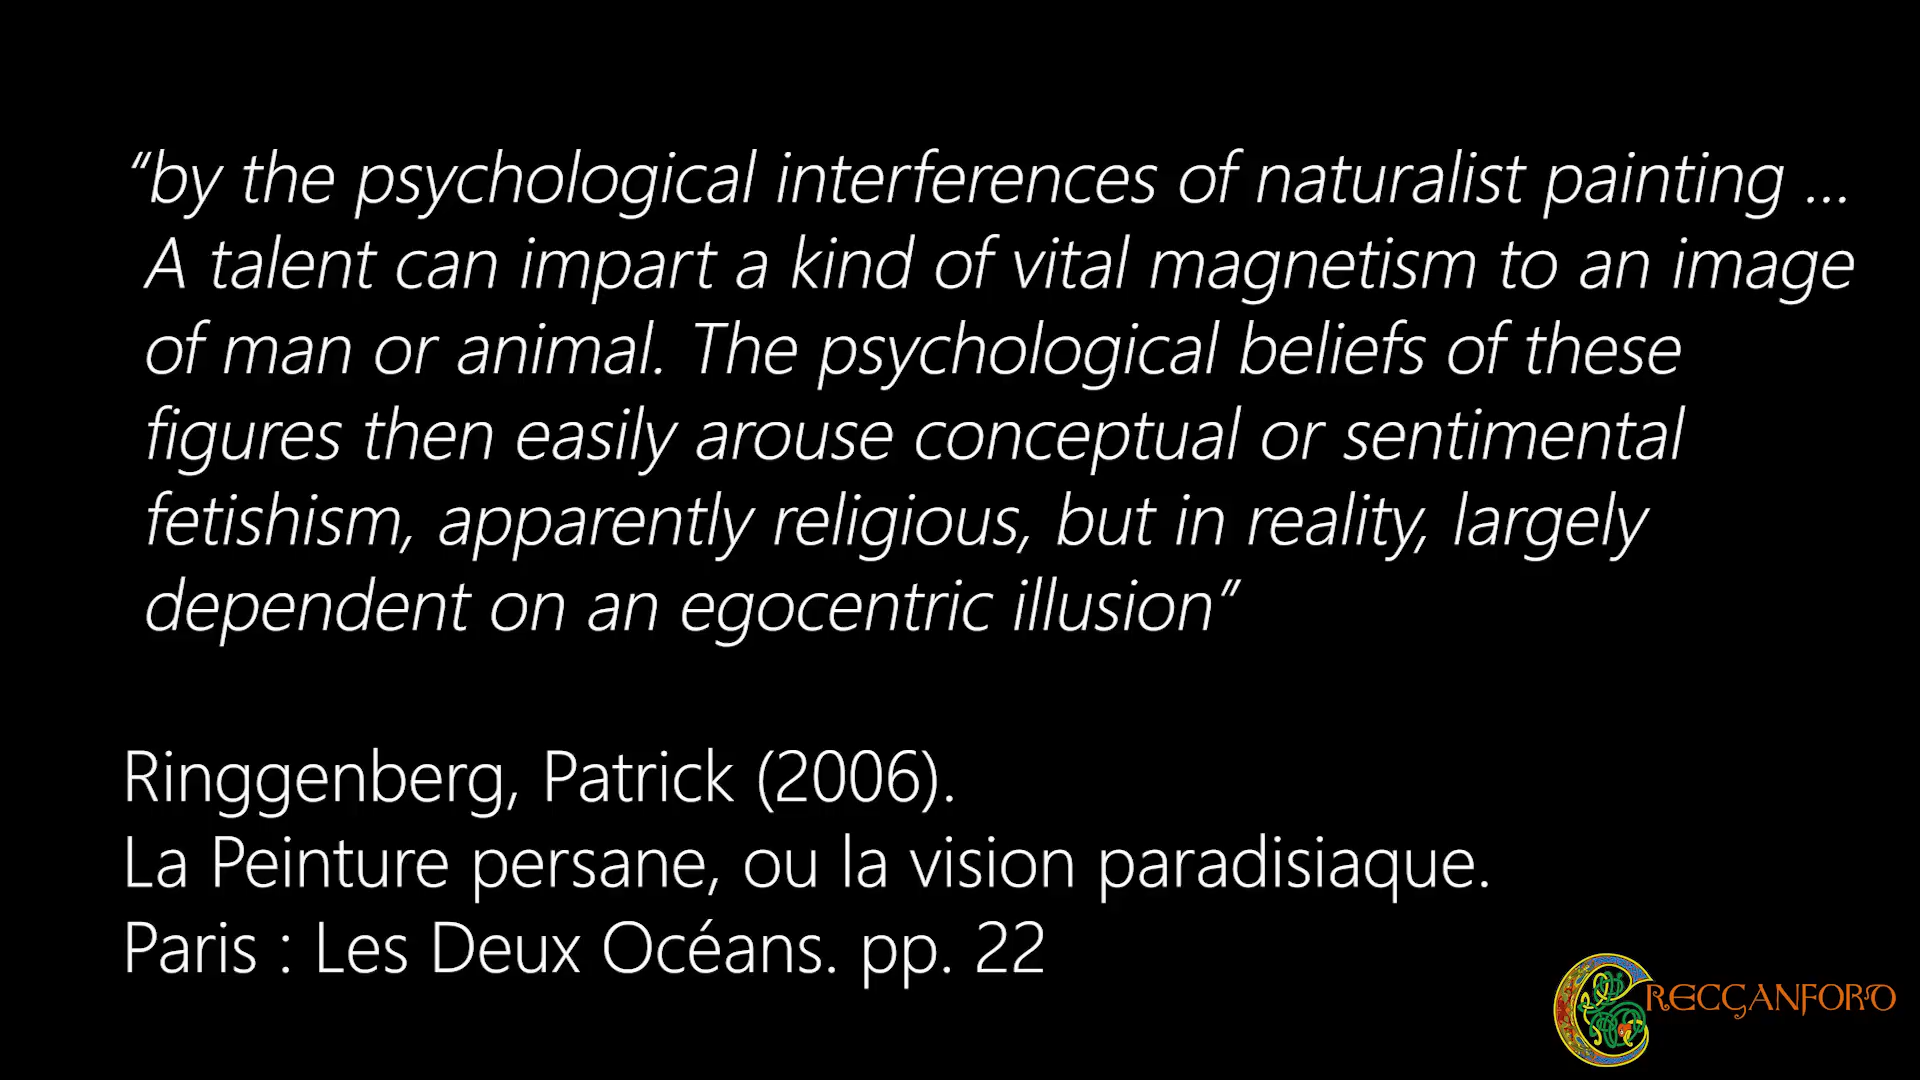 “by the psychological interferences of naturalist painting ...
A talent can impart a kind of vital magnetism to an image
of man or animal. The psychological beliefs of these
figures then easily arouse conceptual or sentimental
fetishism, apparently religious, but in reality, largely
dependent on an egocentric illusion”
Ringgenberg, Patrick (2006).
La Peinture persane, ou la vision paradisiaque.
Paris : Les Deux Océans. pp. 22
CRECGANFORD